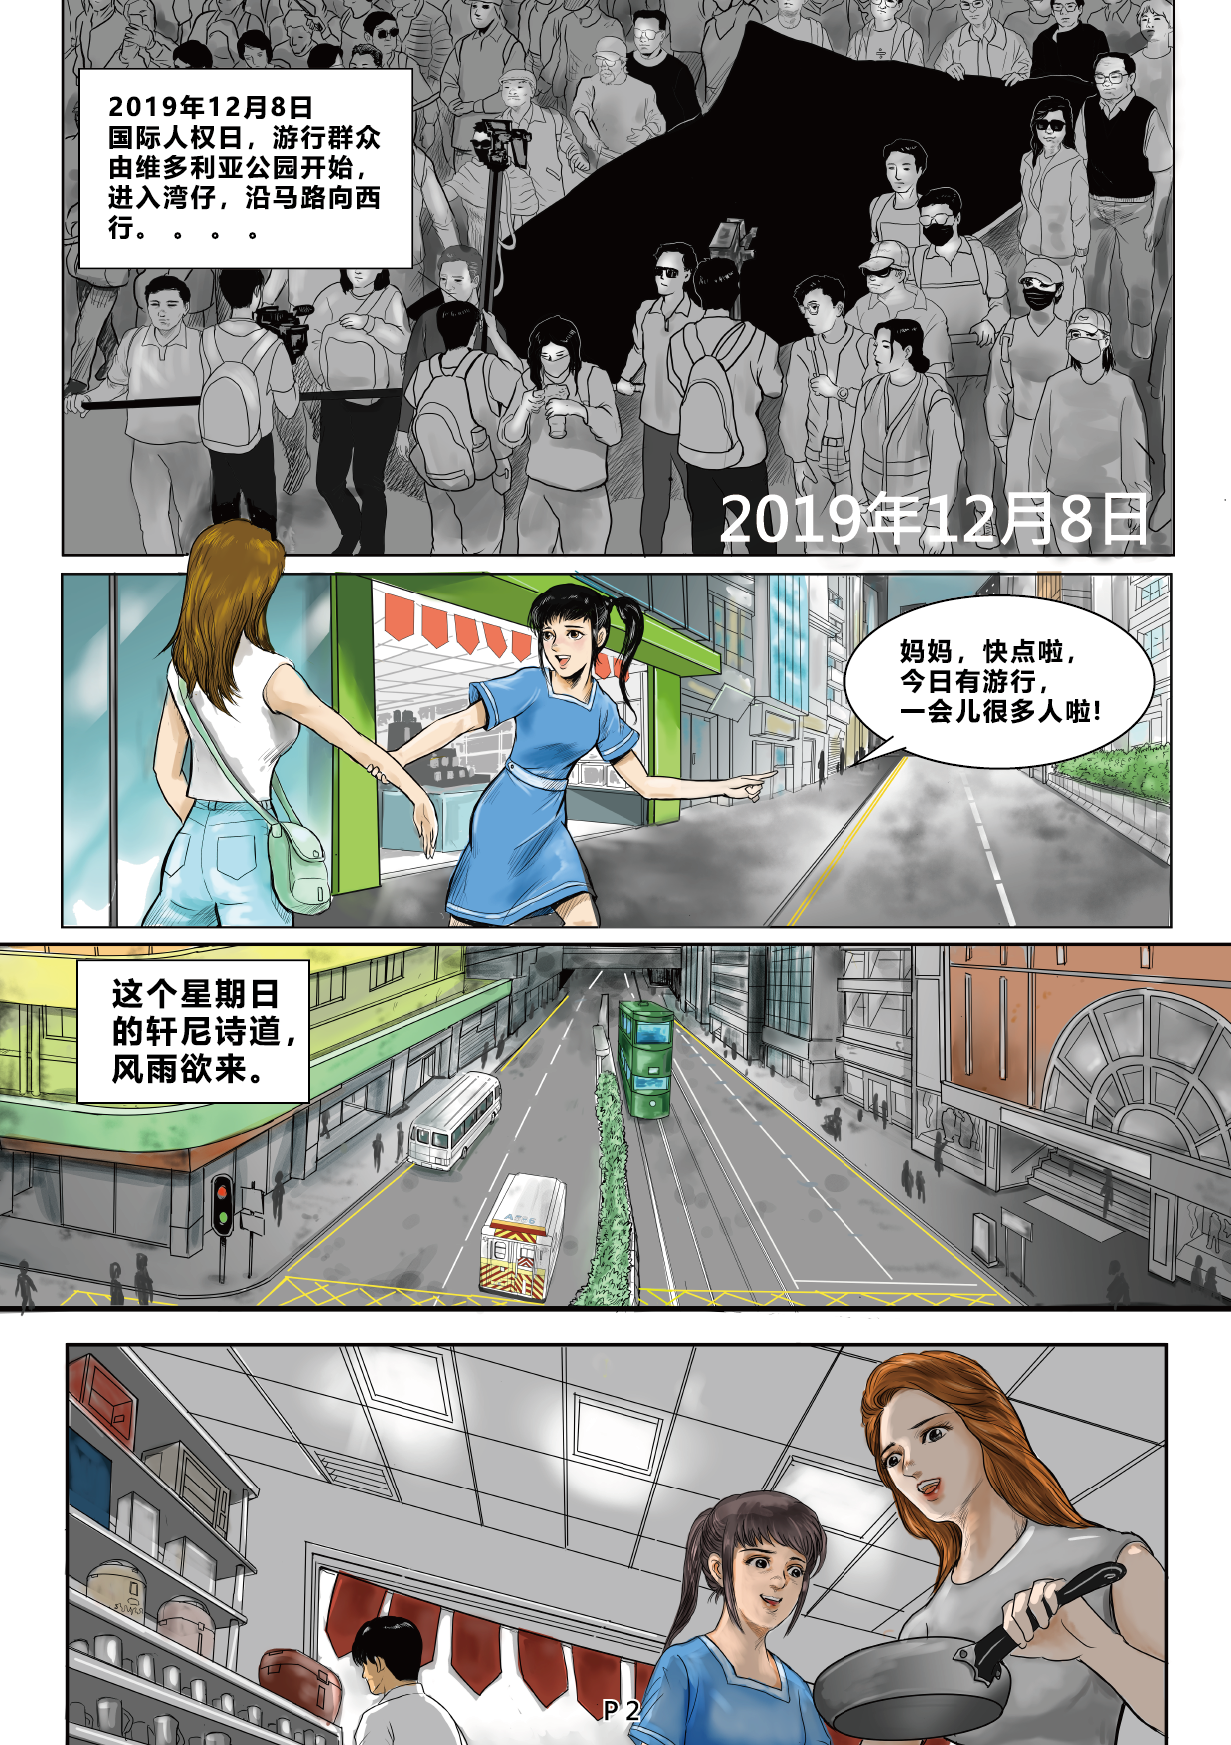 2019年12月8日
国际人权日，游行群众
由维多利亚公园开始，
进入湾仔，沿马路向西
行。。。。
2019年12月8日
妈妈，快点啦，
今日有游行，
一会儿很多人啦!
这个星期日
的轩尼诗道，
风雨欲来。
P 2